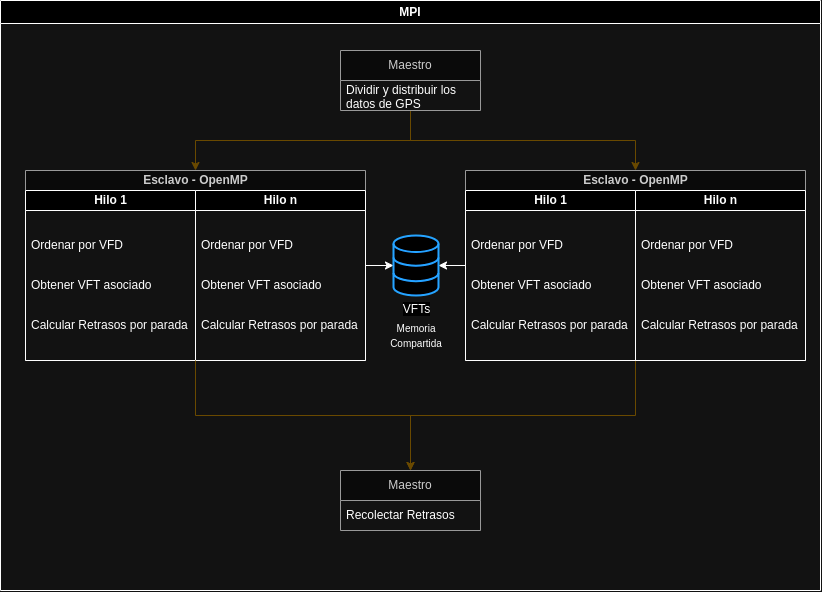 MPI
Maestro
Dividir y distribuir los
datos de GPS
Esclavo - OpenMP
Hilo 1
Hilo n
Ordenar por VFD
Ordenar por VFD
Obtener VFT asociado
Obtener VFT asociado
Calcular Retrasos por parada
Calcular Retrasos por parada
VFTs
Memoria
Compartida
Esclavo - OpenMP
Hilo 1
Hilo n
Ordenar por VFD
Ordenar por VFD
Obtener VFT asociado
Obtener VFT asociado
Calcular Retrasos por parada
Calcular Retrasos por parada
Maestro
Recolectar Retrasos